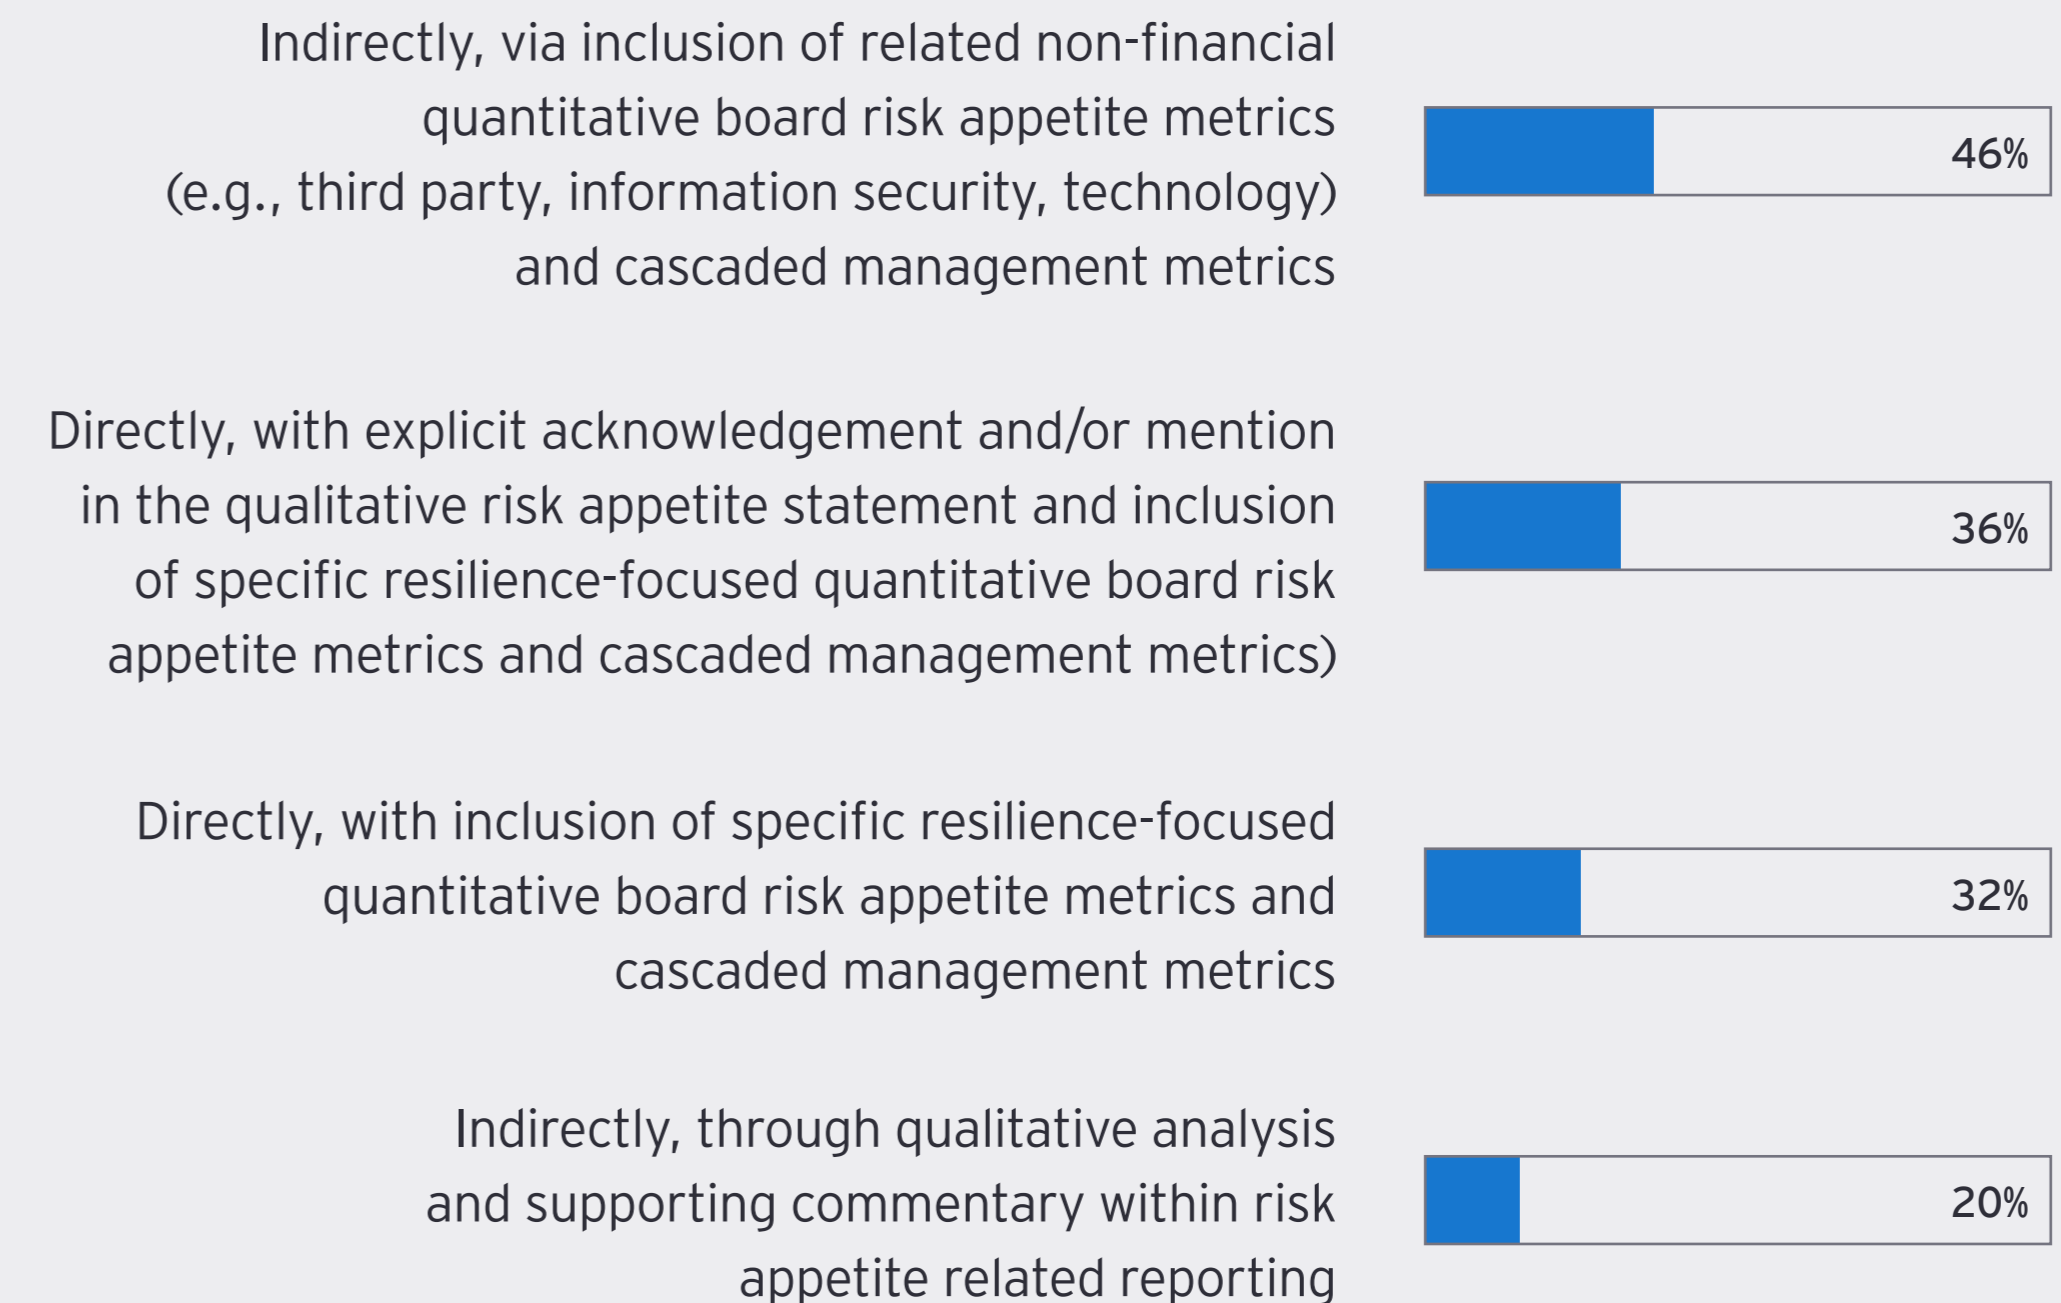 Indirectly, via inclusion of related non-financial
quantitative board risk appetite metrics
(e.g., third party, information security, technology)
and cascaded management metrics
46%
Directly, with explicit acknowledgement and/or mention
in the qualitative risk appetite statement and inclusion
of specific resilience-focused quantitative board risk
appetite metrics and cascaded management metrics)
36%
Directly, with inclusion of specific resilience-focused
quantitative board risk appetite metrics and
cascaded management metrics
32%
Indirectly, through qualitative analysis
and supporting commentary within risk
appetite related reporting
20%